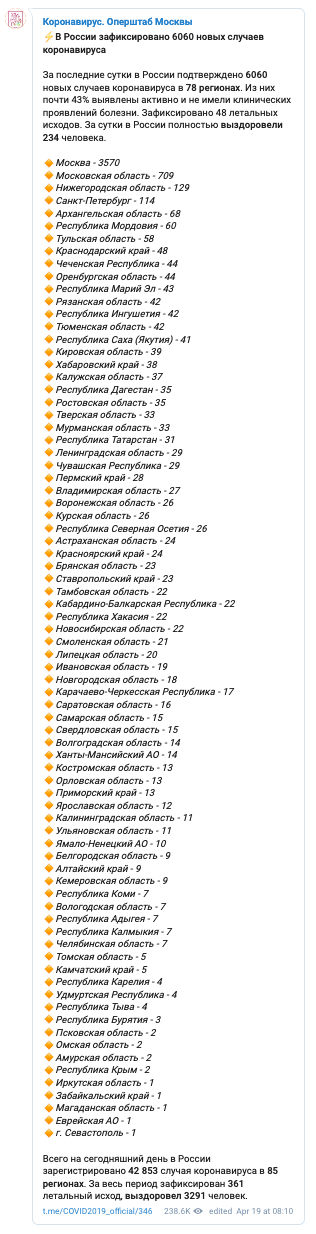 Коронавирус. Оперштаб Москвы
⚡В России зафиксировано 6060 новых случаев
коронавируса
За последние сутки в России подтверждено 6060
новых случаев коронавируса в 78 регионах. Из них
почти 43% выявлены активно и не имели клинических
проявлений болезни. Зафиксировано 48 летальных
исходов. За сутки в России полностью выздоровели
234 человека.
🔸Москва - 3570
🔸Московская область - 709
🔸Нижегородская область - 129
🔸Санкт-Петербург - 114
🔸Архангельская область - 68
🔸Республика Мордовия - 60
🔸Тульская область - 58
🔸Краснодарский край - 48
🔸Чеченская Республика - 44
🔸Оренбургская область - 44
🔸Республика Марий Эл - 43
🔸Рязанская область - 42
🔸Республика Ингушетия - 42
🔸Тюменская область - 42
🔸Республика Саха (Якутия) - 41
🔸Кировская область - 39
🔸Хабаровский край - 38
🔸Калужская область - 37
🔸Республика Дагестан - 35
🔸Ростовская область - 35
🔸Тверская область - 33
🔸Мурманская область - 33
🔸Республика Татарстан - 31
🔸Ленинградская область - 29
🔸Чувашская Республика - 29
🔸Пермский край - 28
🔸Владимирская область - 27
🔸Воронежская область - 26
🔸Курская область - 26
🔸Республика Северная Осетия - 26
🔸Астраханская область - 24
🔸Красноярский край - 24
🔸Брянская область - 23
🔸Ставропольский край - 23
🔸Тамбовская область - 22
🔸Кабардино-Балкарская Республика - 22
🔸Республика Хакасия - 22
🔸Новосибирская область - 22
🔸Смоленская область - 21
🔸Липецкая область - 20
🔸Ивановская область - 19
🔸Новгородская область - 18
🔸Карачаево-Черкесская Республика - 17
🔸Саратовская область - 16
🔸Самарская область - 15
🔸Свердловская область - 15
🔸Волгоградская область - 14
🔸Ханты-Мансийский АО - 14
🔸Костромская область - 13
🔸Орловская область - 13
🔸Приморский край - 13
🔸Ярославская область - 12
🔸Калининградская область - 11
🔸Ульяновская область - 11
🔸Ямало-Ненецкий АО - 10
🔸Белгородская область - 9
🔸Алтайский край - 9
🔸Кемеровская область - 9
🔸Республика Коми - 7
🔸Вологодская область - 7
🔸Республика Адыгея - 7
🔸Республика Калмыкия - 7
🔸Челябинская область - 7
🔸Томская область - 5
🔸Камчатский край - 5
🔸Республика Карелия - 4
🔸Удмуртская Республика - 4
🔸Республика Тыва - 4
🔸Республика Бурятия - 3
🔸Псковская область - 2
🔸Омская область - 2
🔸Амурская область - 2
🔸Республика Крым - 2
🔸Иркутская область - 1
🔸Забайкальский край - 1
🔸Магаданская область - 1
🔸Еврейская АО - 1
🔸г. Севастополь - 1
Всего на сегодняшний день в России
зарегистрировано 42 853 случая коронавируса в 85
регионах. За весь период зафиксирован 361
летальный исход, выздоровел 3291 человек.
t.me/COVID2019_official/346 238.6K edited Apr 19 at 08:10